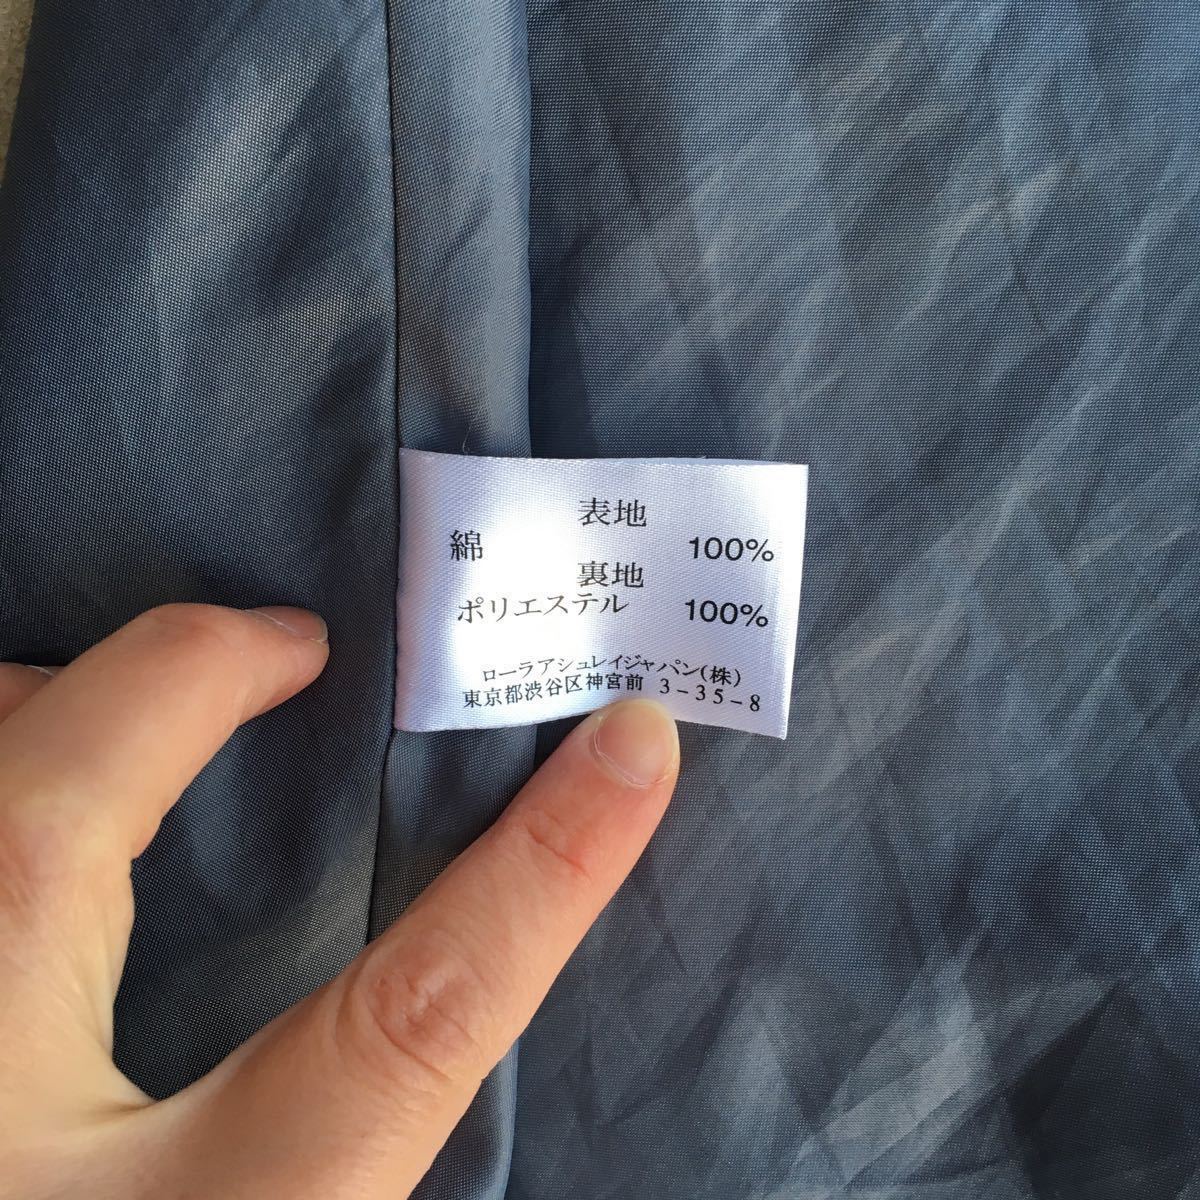 表地
綿 100%
裏地
ポリエステル 100%
ローラアシュレイジャパン(株)
東京都渋谷区神宮前 3-35-8